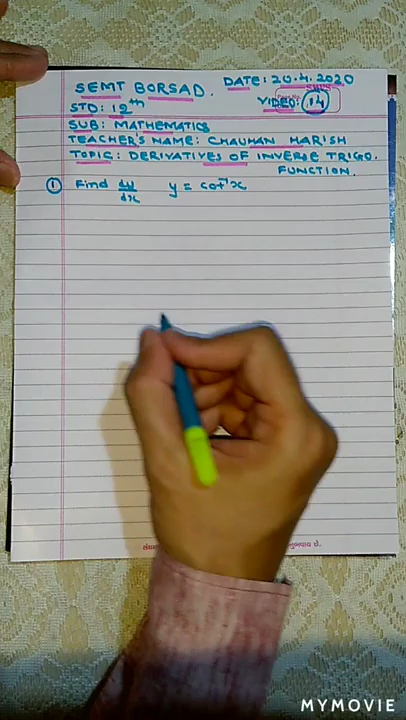 SEMT BORSAD.
DATE: 20.4.2020
STD: 12th
VIDEO: 14
SUB: MATHEMATICS
TEACHER'S NAME: CHAUHAN HARISH
TOPIC: DERIVATIVES OF INVERSE TRIGO.
FUNCTION.
① Find dy/dx y = cot⁻¹x
MYMOVIE